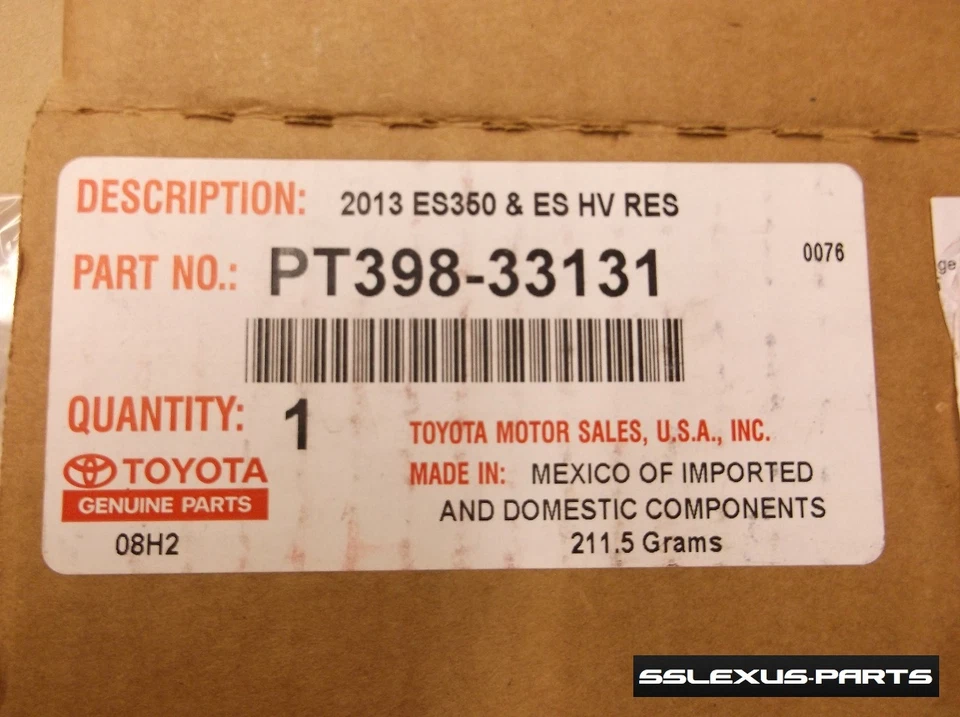 DESCRIPTION: 2013 ES350 & ES HV RES
PART NO.: PT398-33131 0076
QUANTITY: 1
TOYOTA MOTOR SALES, U.S.A., INC.
TOYOTA
GENUINE PARTS
MADE IN: MEXICO OF IMPORTED
AND DOMESTIC COMPONENTS
08H2
211.5 Grams
ge
SSLEXUS-PARTS